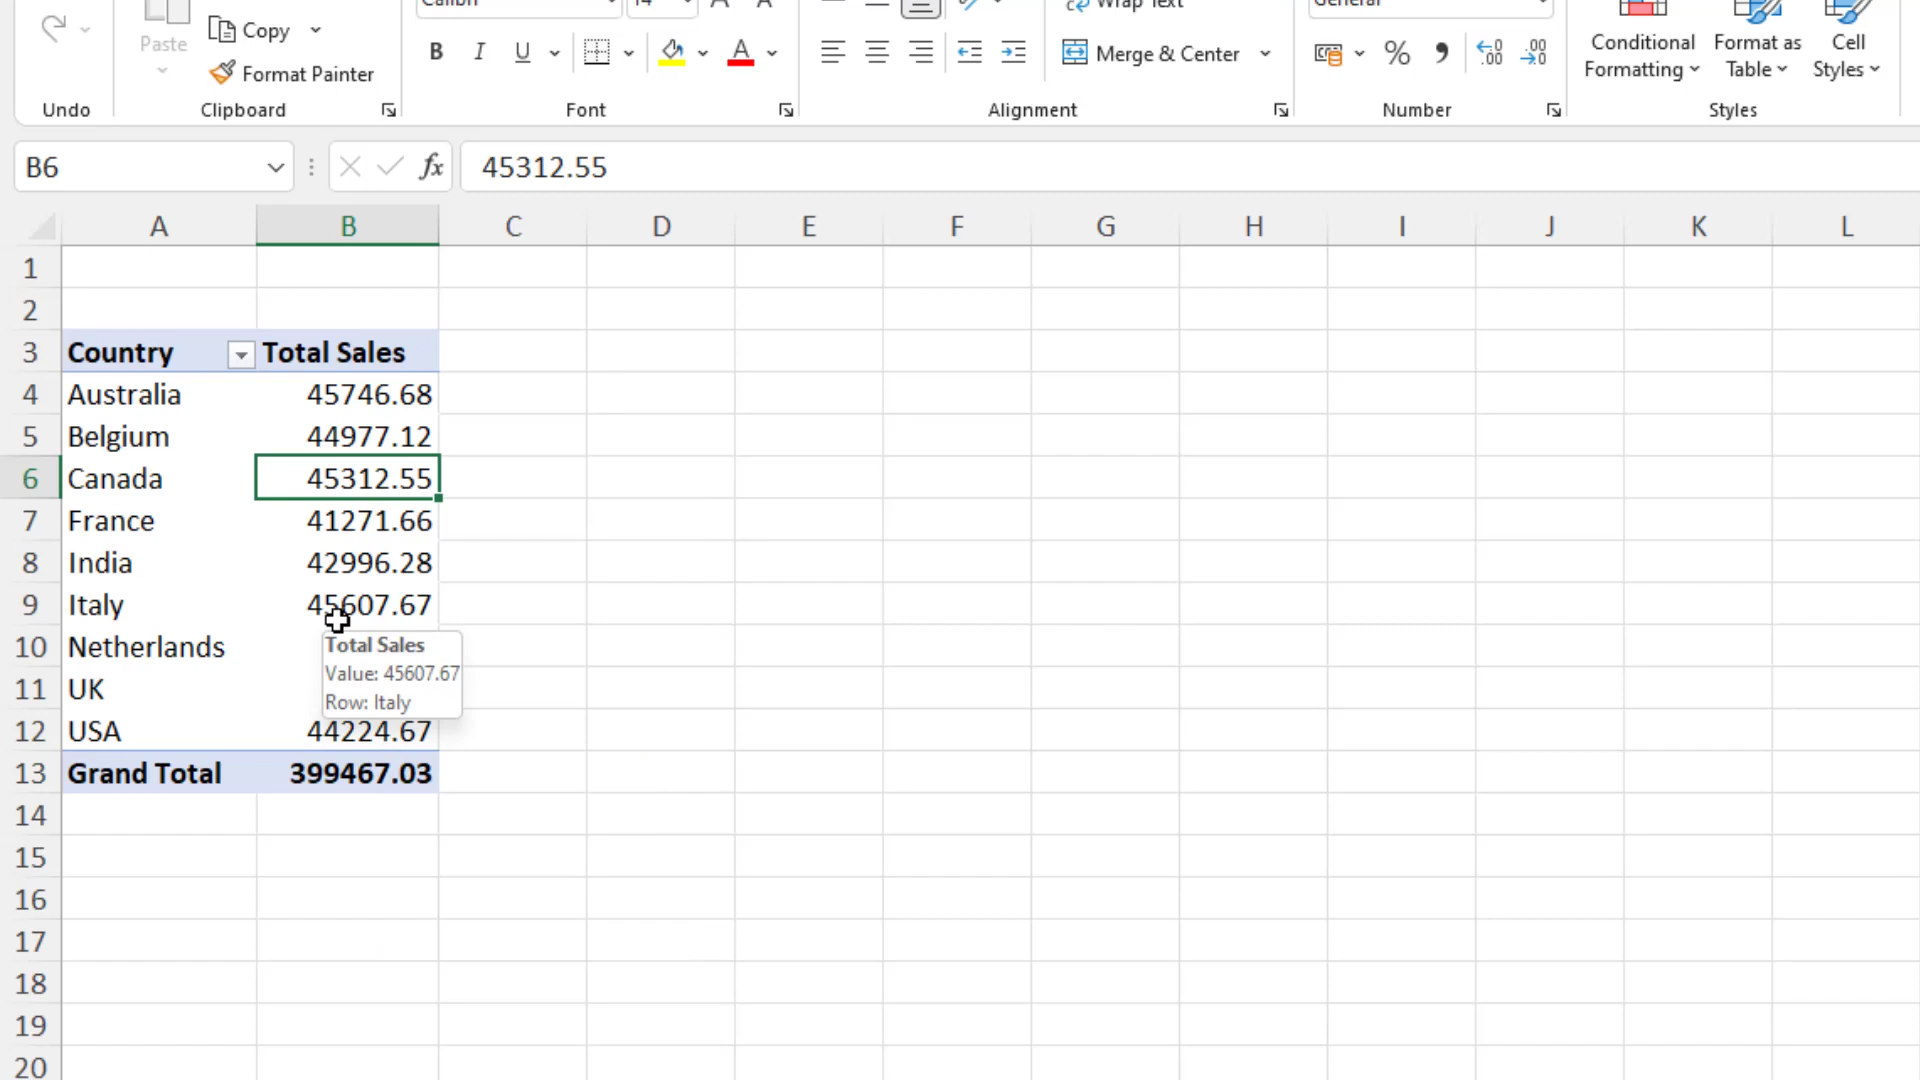 Calibri 14 Wrap Text General
Paste Copy
Format Painter
B I U A Merge & Center % Conditional Formatting Format as Table Cell Styles
Undo Clipboard Font Alignment Number Styles
B6 fx 45312.55
A B C D E F G H I J K L
1
2
3 Country Total Sales
4 Australia 45746.68
5 Belgium 44977.12
6 Canada 45312.55
7 France 41271.66
8 India 42996.28
9 Italy 45607.67
10 Netherlands
Total Sales
Value: 45607.67
Row: Italy
11 UK
12 USA 44224.67
13 Grand Total 399467.03
14
15
16
17
18
19
20